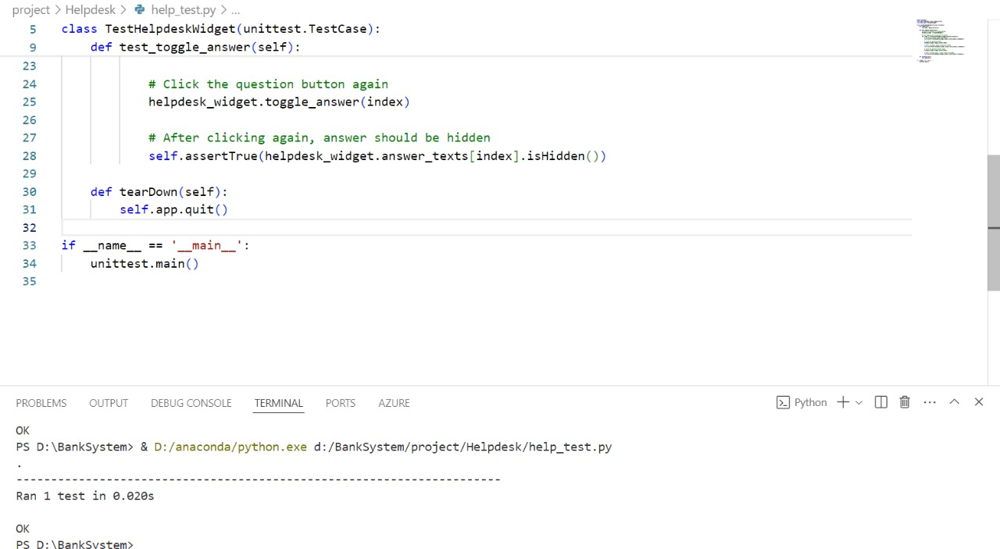 project > Helpdesk > help_test.py > ...
5 class TestHelpdeskWidget(unittest.TestCase):
9 def test_toggle_answer(self):
23
24 # Click the question button again
25 helpdesk_widget.toggle_answer(index)
26
27 # After clicking again, answer should be hidden
28 self.assertTrue(helpdesk_widget.answer_texts[index].isHidden())
29
30 def tearDown(self):
31 self.app.quit()
32
33 if __name__ == '__main__':
34 unittest.main()
35
PROBLEMS OUTPUT DEBUG CONSOLE TERMINAL PORTS AZURE Python
OK
PS D:\BankSystem> & D:/anaconda/python.exe d:/BankSystem/project/Helpdesk/help_test.py
.
----------------------------------------------------------------------
Ran 1 test in 0.020s
OK
PS D:\BankSystem>